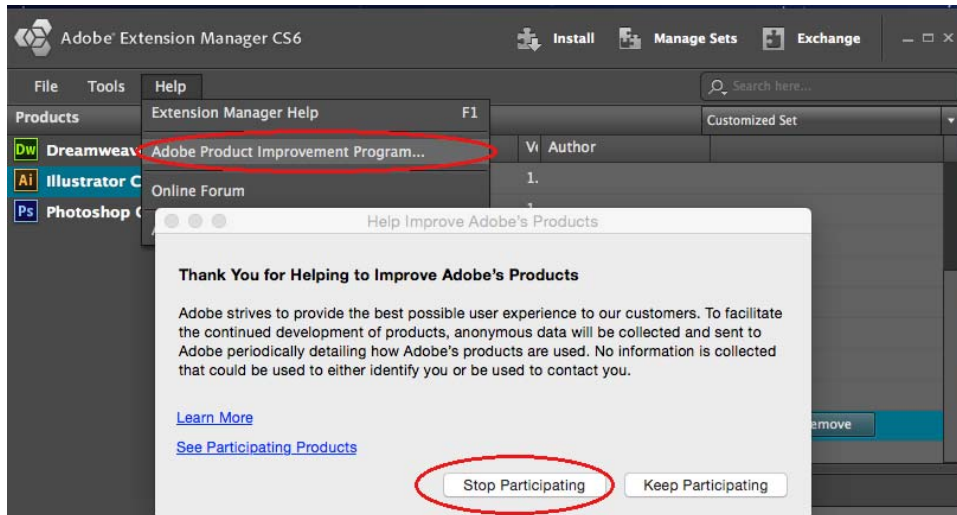 Adobe® Extension Manager CS6
Install Manage Sets Exchange
File Tools Help
Search here...
Products
Extension Manager Help F1
Customized Set
Dw Dreamweav
Adobe Product Improvement Program...
Author
Ai Illustrator C
1.
Online Forum
Ps Photoshop
Help Improve Adobe's Products
Thank You for Helping to Improve Adobe's Products
Adobe strives to provide the best possible user experience to our customers. To facilitate
the continued development of products, anonymous data will be collected and sent to
Adobe periodically detailing how Adobe's products are used. No information is collected
that could be used to either identify you or be used to contact you.
Learn More
emove
See Participating Products
Stop Participating Keep Participating